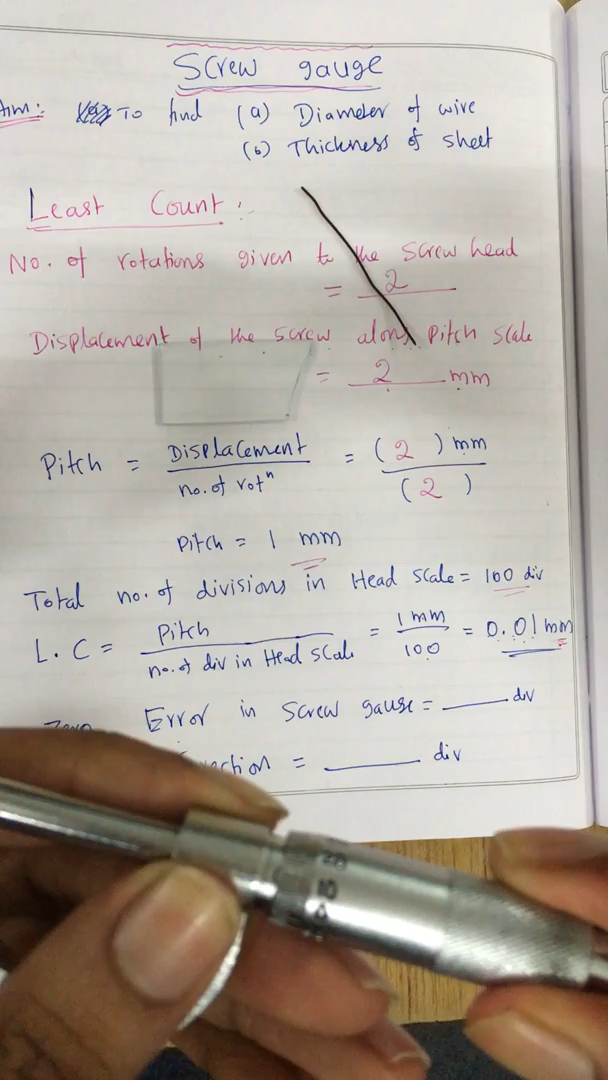 Screw gauge
Aim: To find (a) Diameter of wire
(b) Thickness of sheet
Least Count :-
No. of rotations given to the screw head
= 2
Displacement of the screw along Pitch scale
= 2 mm
Pitch = Displacement / no. of rotⁿ = (2) mm / (2)
Pitch = 1 mm
Total no. of divisions in Head scale = 100 div
L.C = Pitch / no. of div in Head scale = 1 mm / 100 = 0.01 mm
Error in screw gauge = ___ div
= ___ div